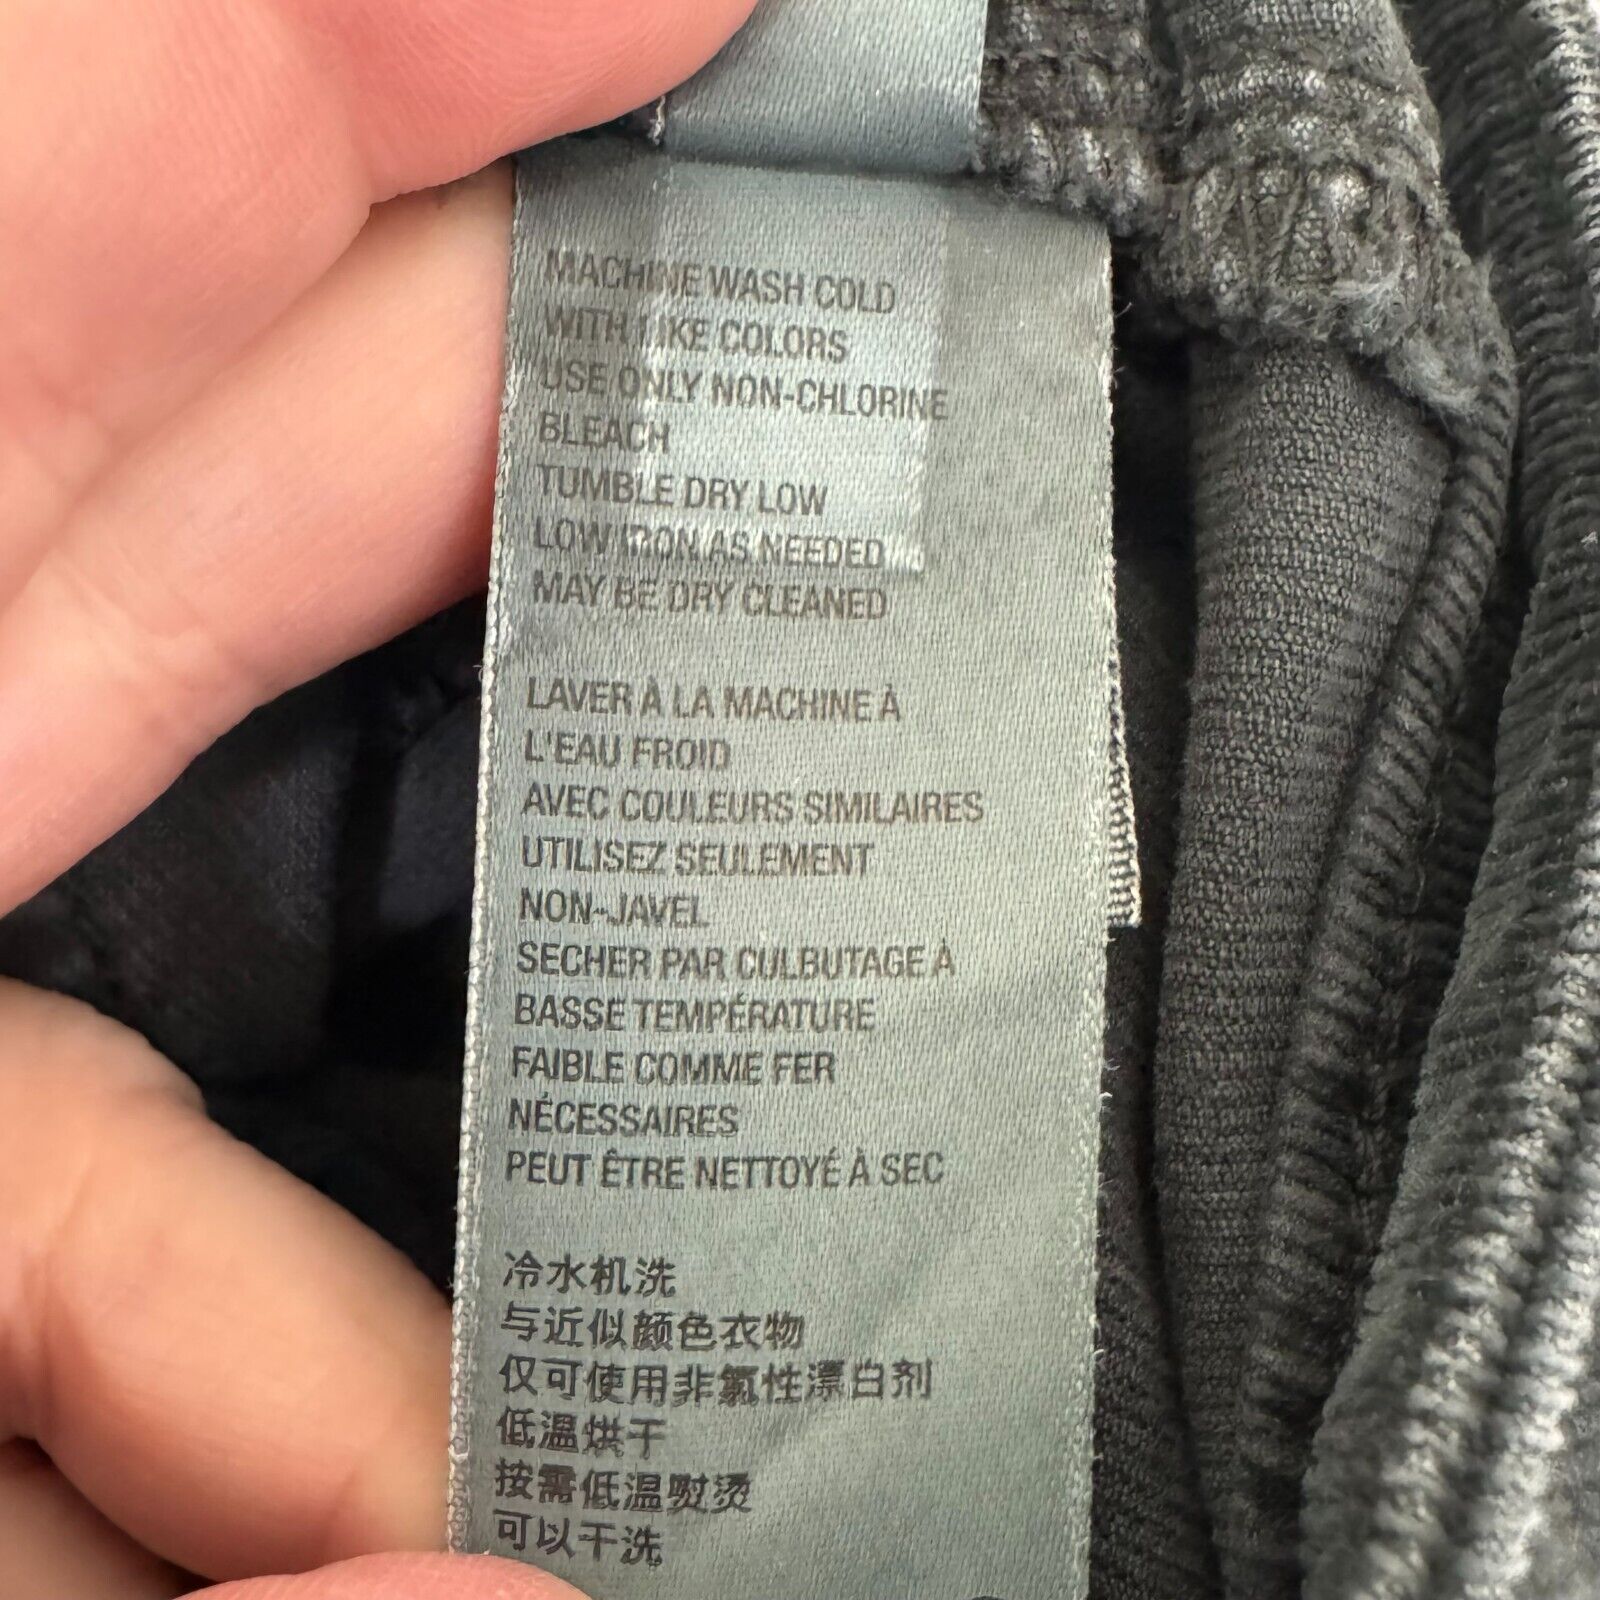 MACHINE WASH COLD
WITH LIKE COLORS
USE ONLY NON-CHLORINE
BLEACH
TUMBLE DRY LOW
LOW IRON AS NEEDED
MAY BE DRY CLEANED
LAVER À LA MACHINE À
L'EAU FROID
AVEC COULEURS SIMILAIRES
UTILISEZ SEULEMENT
NON-JAVEL
SECHER PAR CULBUTAGE À
BASSE TEMPÉRATURE
FAIBLE COMME FER
NÉCESSAIRES
PEUT ÊTRE NETTOYÉ À SEC
冷水机洗
与近似颜色衣物
仅可使用非氯性漂白剂
低温烘干
按需低温熨烫
可以干洗